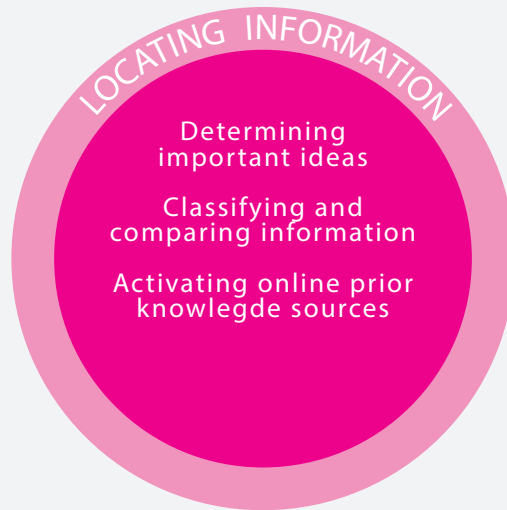 LOCATING INFORMATION
Determining
important ideas
Classifying and
comparing information
Activating online prior
knowlegde sources